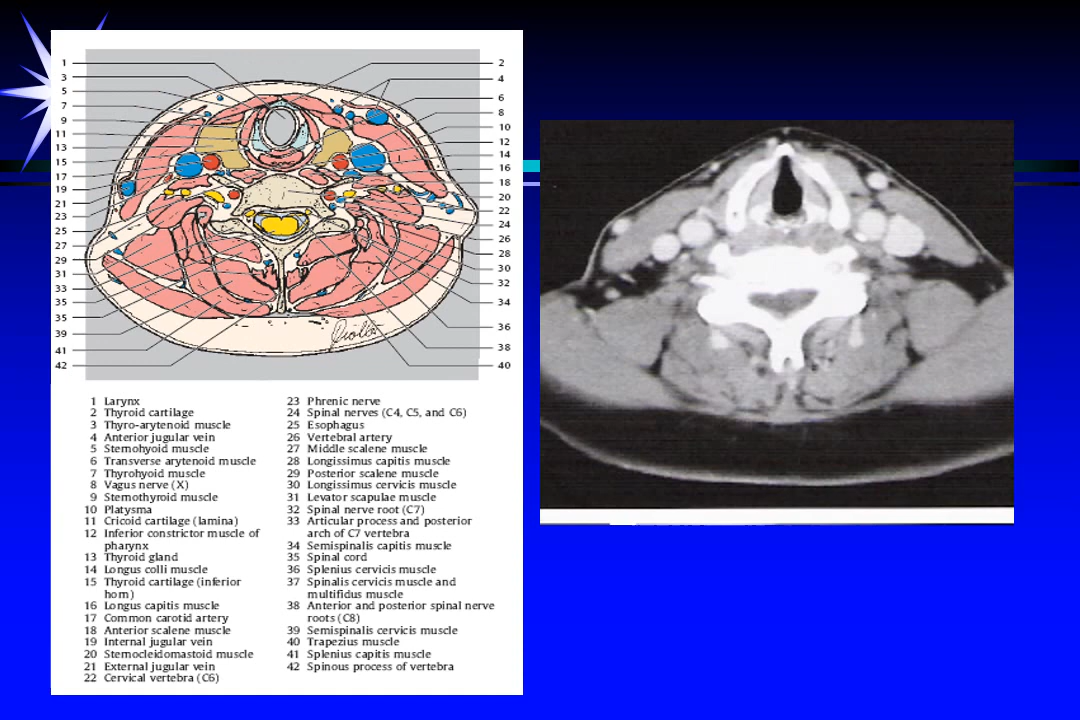 1
3
5
7
9
11
13
15
17
19
21
23
25
27
29
31
33
35
39
41
42
2
4
6
8
10
12
14
16
18
20
22
24
26
28
30
32
34
36
38
40
1 Larynx
2 Thyroid cartilage
3 Thyro-arytenoid muscle
4 Anterior jugular vein
5 Sternohyoid muscle
6 Transverse arytenoid muscle
7 Thyrohyoid muscle
8 Vagus nerve (X)
9 Sternothyroid muscle
10 Platysma
11 Cricoid cartilage (lamina)
12 Inferior constrictor muscle of
pharynx
13 Thyroid gland
14 Longus colli muscle
15 Thyroid cartilage (inferior
horn)
16 Longus capitis muscle
17 Common carotid artery
18 Anterior scalene muscle
19 Internal jugular vein
20 Sternocleidomastoid muscle
21 External jugular vein
22 Cervical vertebra (C6)
23 Phrenic nerve
24 Spinal nerves (C4, C5, and C6)
25 Esophagus
26 Vertebral artery
27 Middle scalene muscle
28 Longissimus capitis muscle
29 Posterior scalene muscle
30 Longissimus cervicis muscle
31 Levator scapulae muscle
32 Spinal nerve root (C7)
33 Articular process and posterior
arch of C7 vertebra
34 Semispinalis capitis muscle
35 Spinal cord
36 Splenius cervicis muscle
37 Spinalis cervicis muscle and
multifidus muscle
38 Anterior and posterior spinal nerve
roots (C8)
39 Semispinalis cervicis muscle
40 Trapezius muscle
41 Splenius capitis muscle
42 Spinous process of vertebra